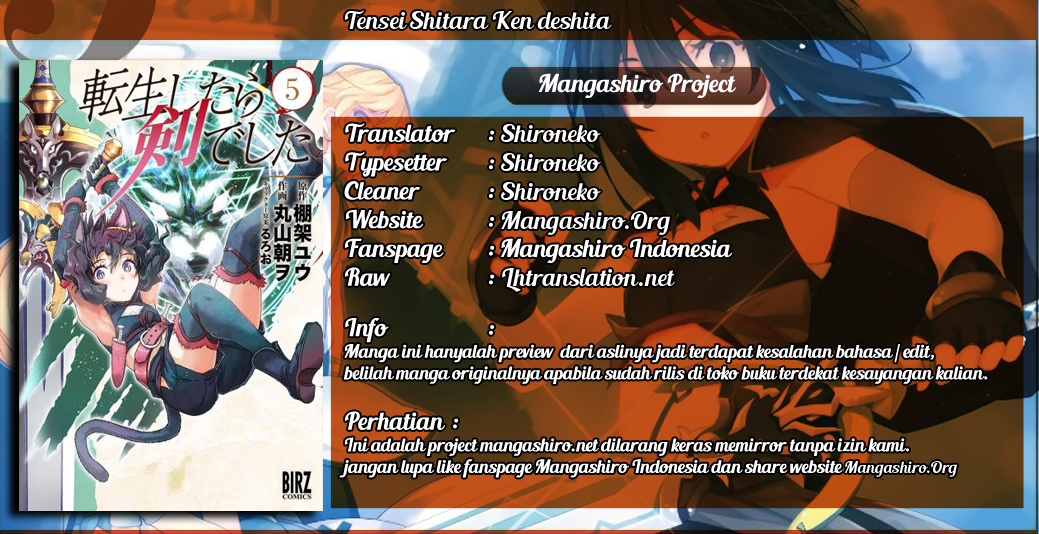 Tensei Shitara Ken deshita
Mangashiro Project
転生したら
剣でした
5
原作
棚架ユウ
作画
丸山朝ヲ
るろお
BIRZ
COMICS
Translator : Shironeko
Typesetter : Shironeko
Cleaner : Shironeko
Website : Mangashiro.Org
Fanspage : Mangashiro Indonesia
Raw : Lhtranslation.net
Info :
Manga ini hanyalah preview dari aslinya jadi terdapat kesalahan bahasa / edit,
belilah manga originalnya apabila sudah rilis di toko buku terdekat kesayangan kalian.
Perhatian :
Ini adalah project mangashiro.net dilarang keras memirror tanpa izin kami.
jangan lupa like fanspage Mangashiro Indonesia dan share website Mangashiro.Org